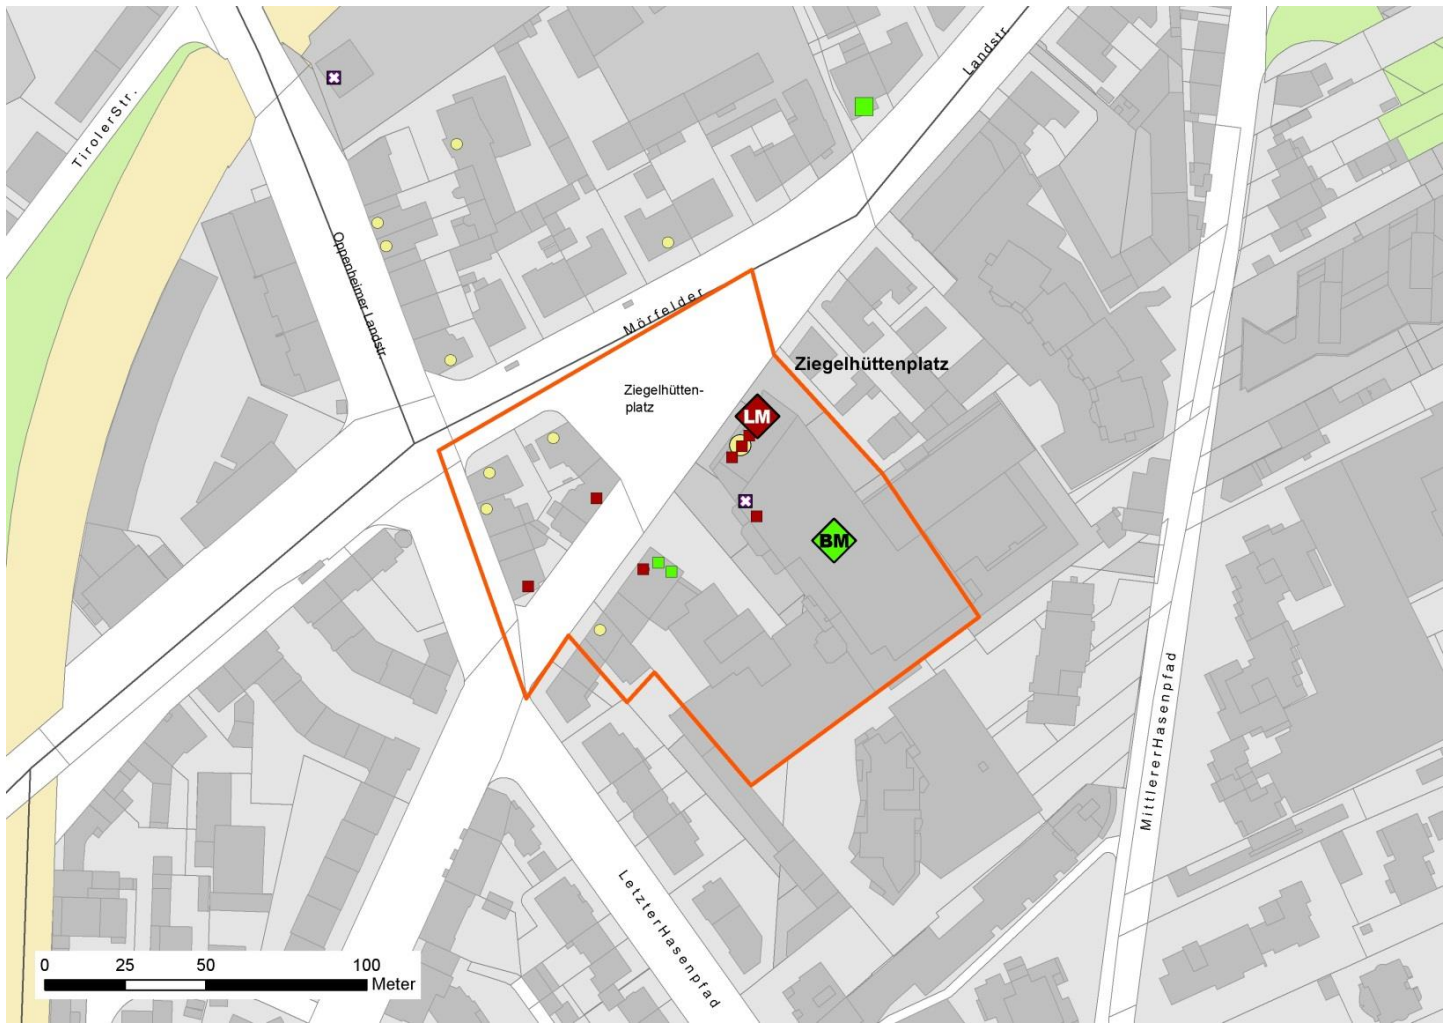 Landstr.
TirolerStr.
Oppenheimer Landstr.
Mörfelder
Ziegelhüttenplatz
Ziegelhütten-
platz
LM
BM
MittlererHasenpfad
LetzterHasenpfad
0 25 50 100
Meter